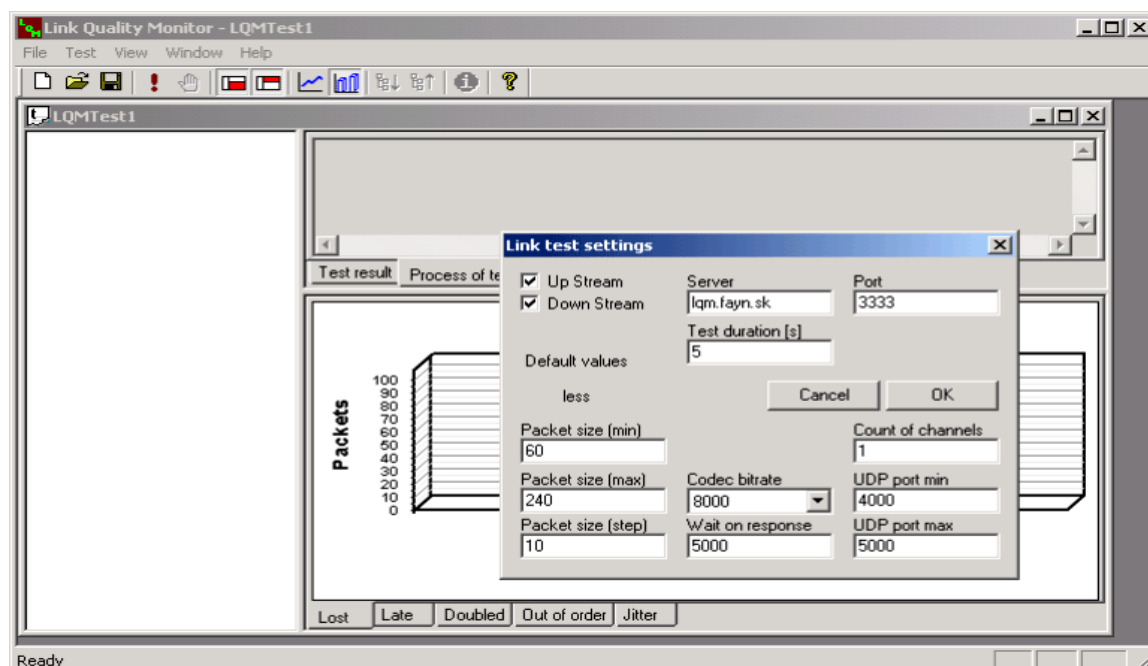 Link Quality Monitor - LQMTest1
File Test View Window Help
LQMTest1
Test result Process of te
Link test settings
Up Stream
Down Stream
Server
lqm.fayn.sk
Port
3333
Test duration [s]
5
Default values
less
Cancel
OK
Packet size (min)
60
Count of channels
1
Packet size (max)
240
Codec bitrate
8000
UDP port min
4000
Packet size (step)
10
Wait on response
5000
UDP port max
5000
Packets
100
90
80
70
60
50
40
30
20
10
0
Lost Late Doubled Out of order Jitter
Ready